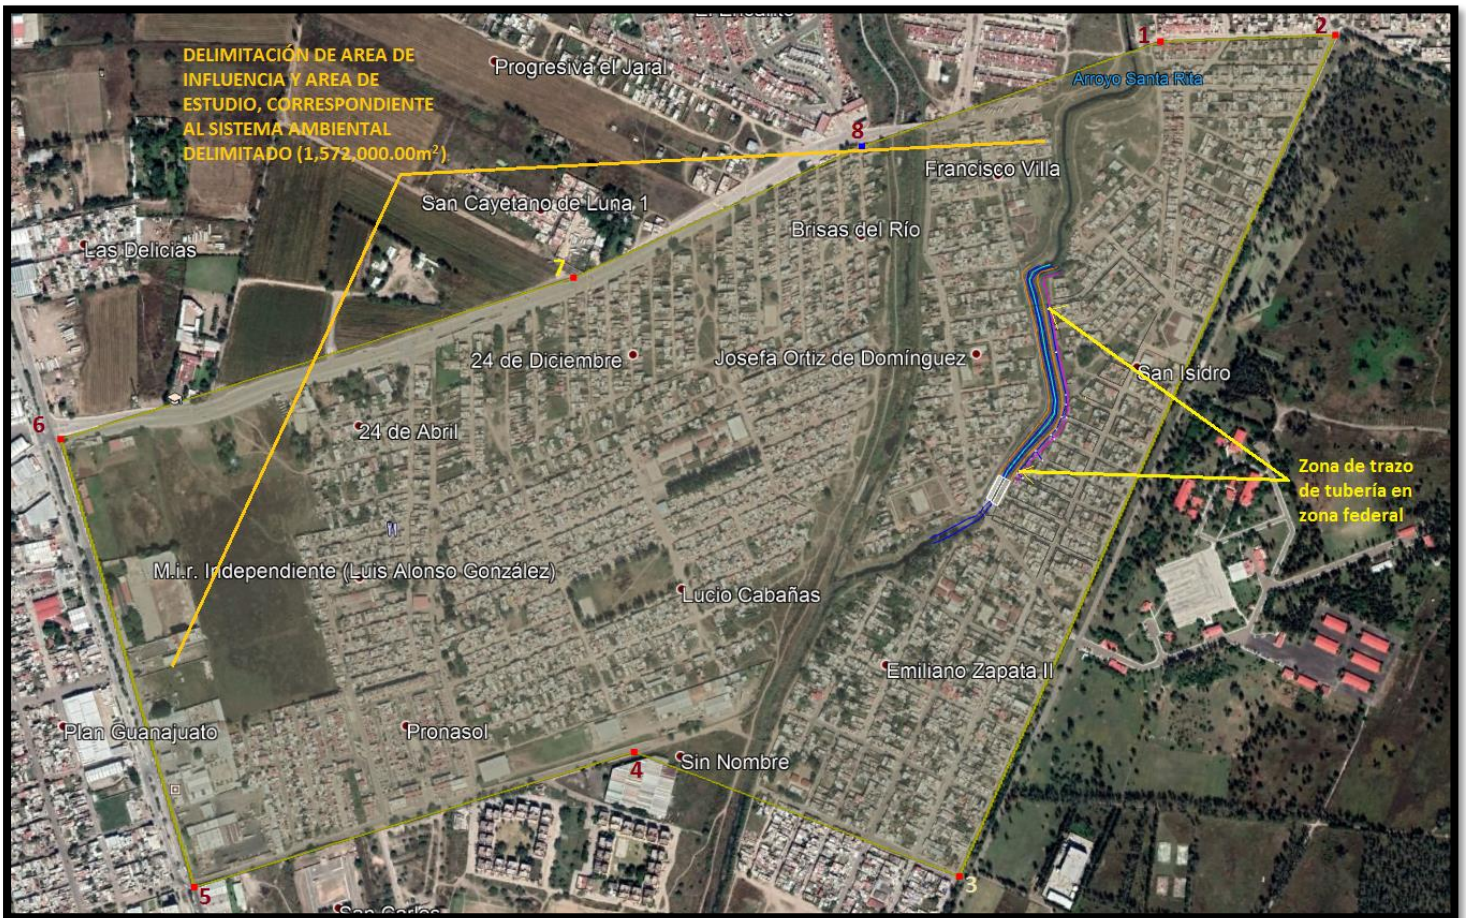 El Encanto
1
2
DELIMITACIÓN DE AREA DE
INFLUENCIA Y AREA DE
ESTUDIO, CORRESPONDIENTE
AL SISTEMA AMBIENTAL
DELIMITADO (1,572,000.00m²)
Progresiva el Jaral
Arroyo Santa Rita
8
Francisco Villa
San Cayetano de Luna 1
Brisas del Río
Las Delicias
7
24 de Diciembre
Josefa Ortiz de Domínguez
San Isidro
6
24 de Abril
Zona de trazo
de tubería en
zona federal
M.i.r. Independiente (Luis Alonso González)
Lucio Cabañas
Emiliano Zapata II
Plan Guanajuato
Pronasol
4
Sin Nombre
5
3
San Carlos